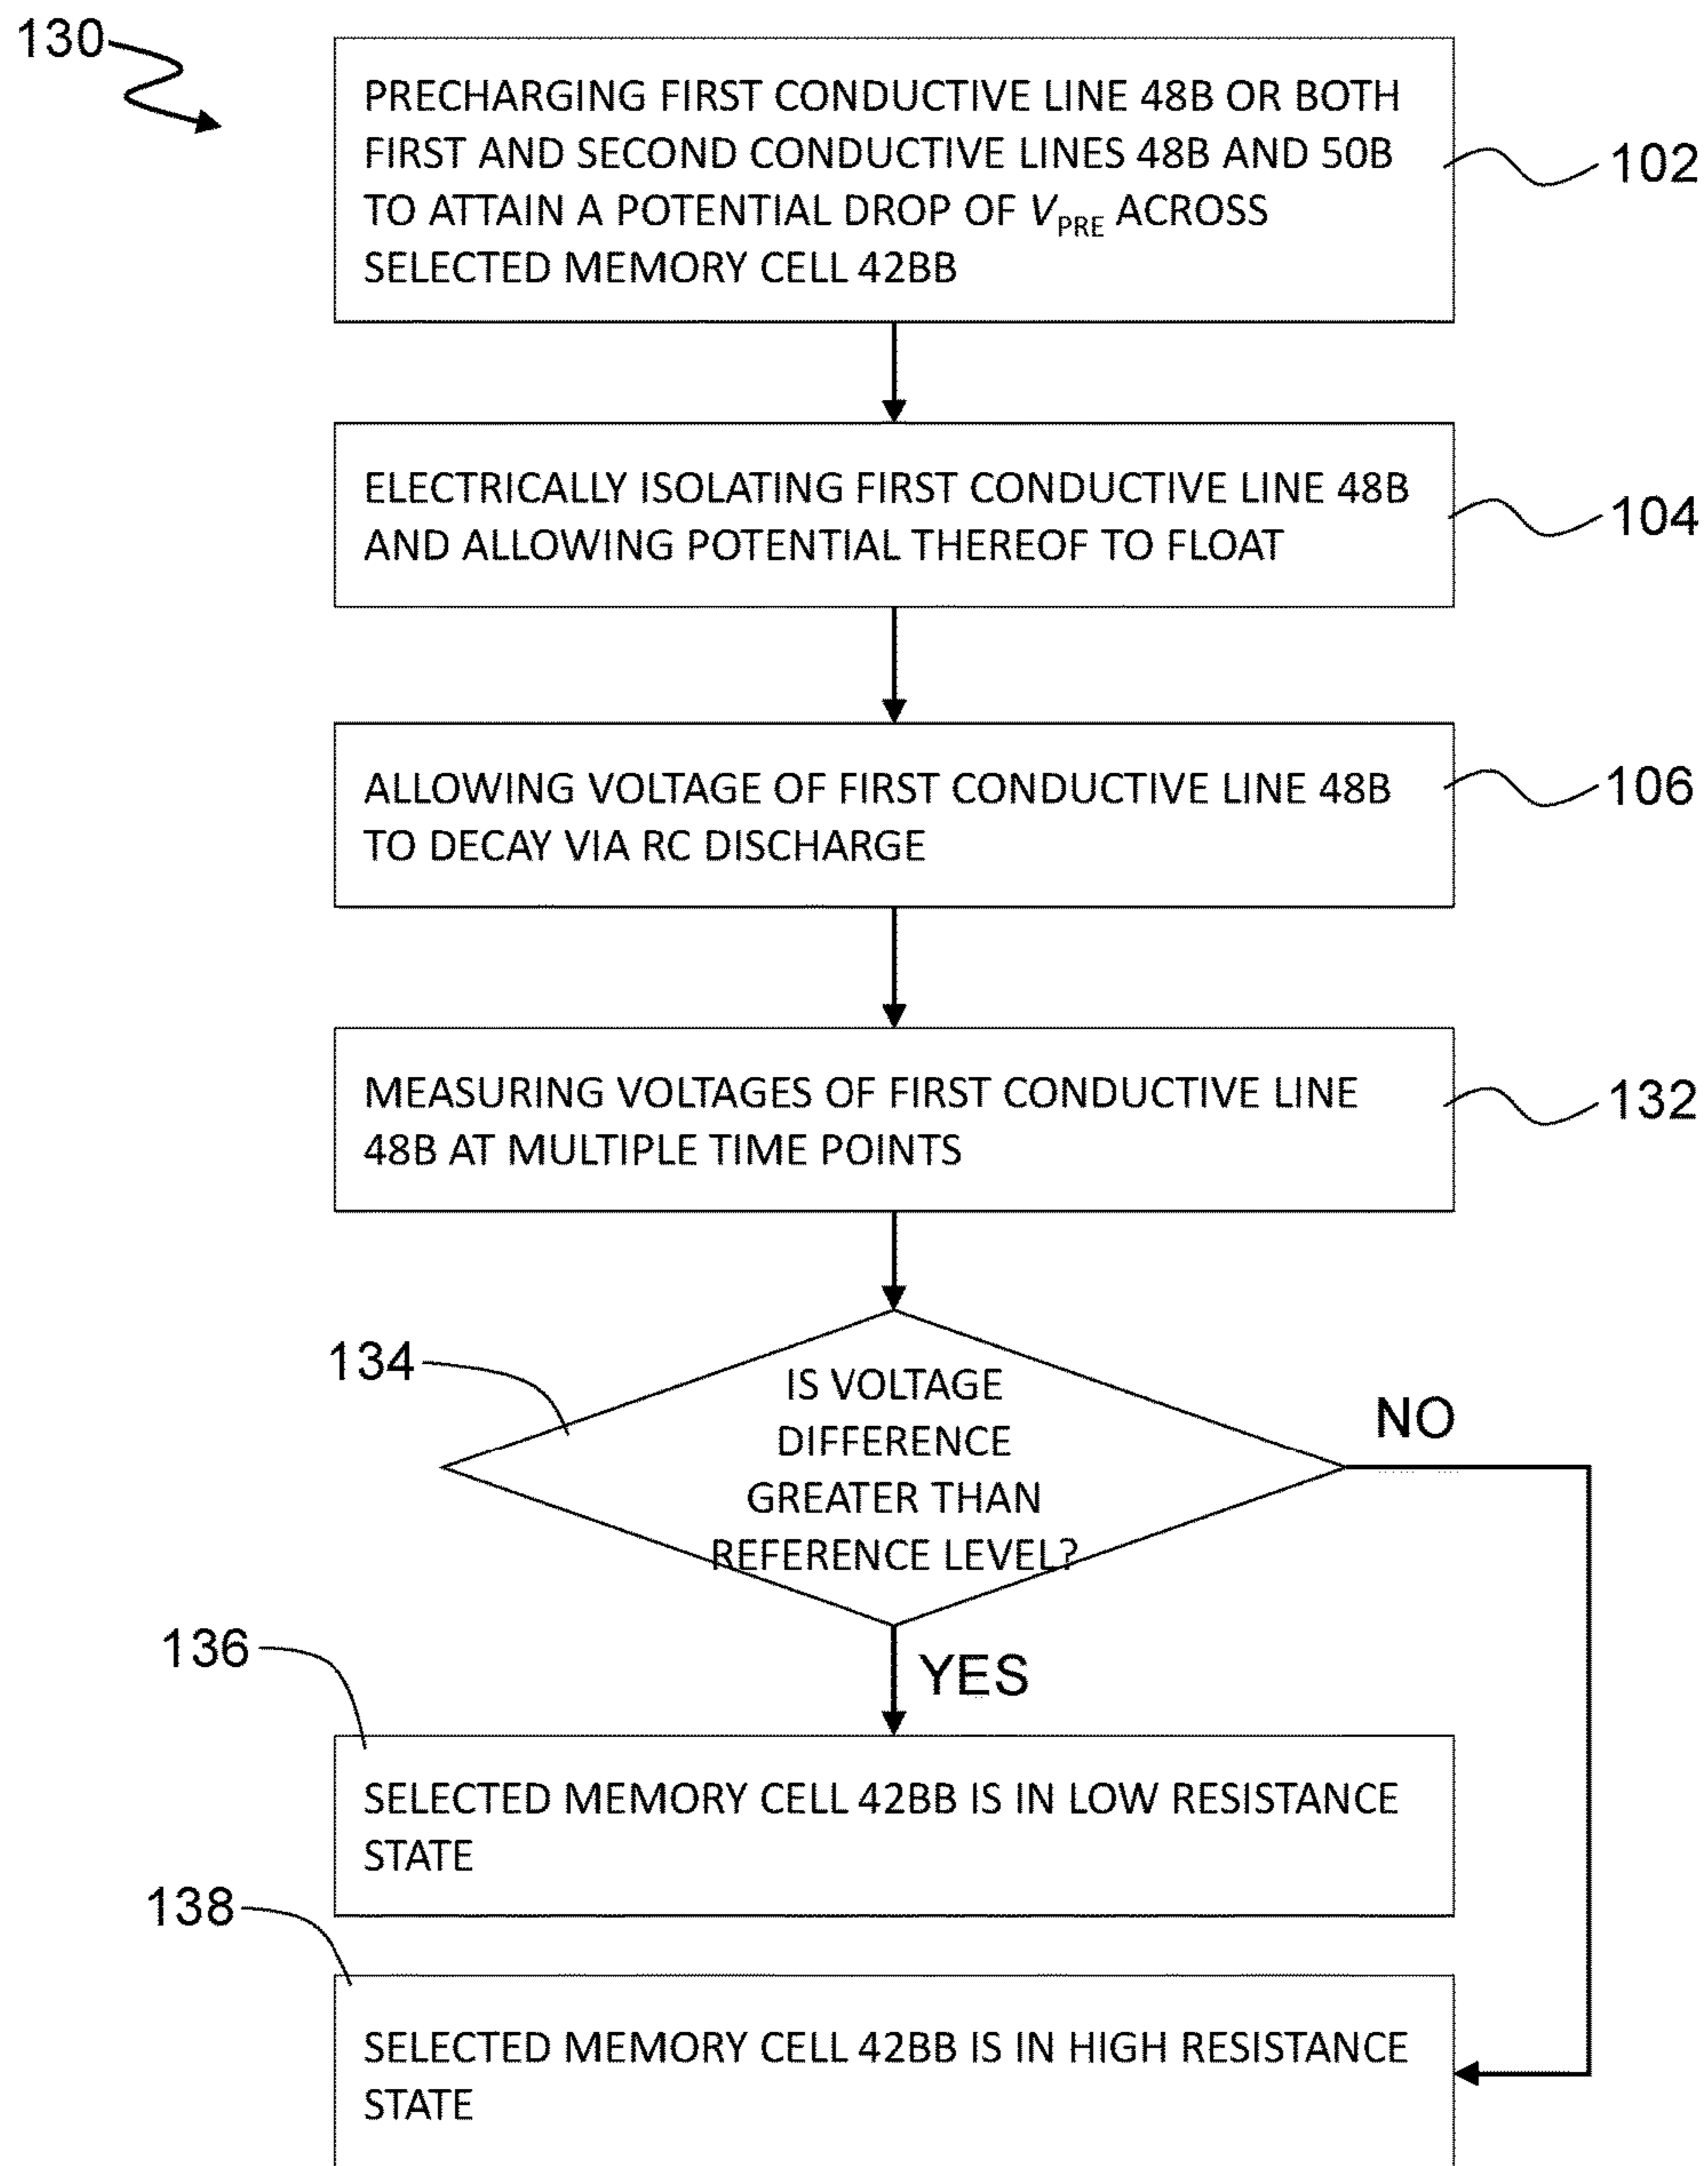 130
PRECHARGING FIRST CONDUCTIVE LINE 48B OR BOTH
FIRST AND SECOND CONDUCTIVE LINES 48B AND 50B
TO ATTAIN A POTENTIAL DROP OF VPRE ACROSS
SELECTED MEMORY CELL 42BB
102
ELECTRICALLY ISOLATING FIRST CONDUCTIVE LINE 48B
AND ALLOWING POTENTIAL THEREOF TO FLOAT
104
ALLOWING VOLTAGE OF FIRST CONDUCTIVE LINE 48B
TO DECAY VIA RC DISCHARGE
106
MEASURING VOLTAGES OF FIRST CONDUCTIVE LINE
48B AT MULTIPLE TIME POINTS
132
134
IS VOLTAGE
DIFFERENCE
GREATER THAN
REFERENCE LEVEL?
NO
YES
136
SELECTED MEMORY CELL 42BB IS IN LOW RESISTANCE
STATE
138
SELECTED MEMORY CELL 42BB IS IN HIGH RESISTANCE
STATE